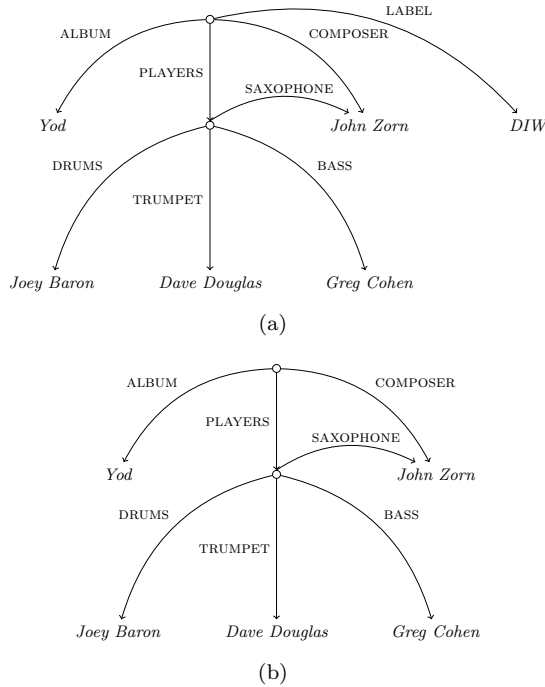 LABEL
ALBUM COMPOSER
PLAYERS
SAXOPHONE
Yod John Zorn DIW
DRUMS BASS
TRUMPET
Joey Baron Dave Douglas Greg Cohen
(a)
ALBUM COMPOSER
PLAYERS
SAXOPHONE
Yod John Zorn
DRUMS BASS
TRUMPET
Joey Baron Dave Douglas Greg Cohen
(b)